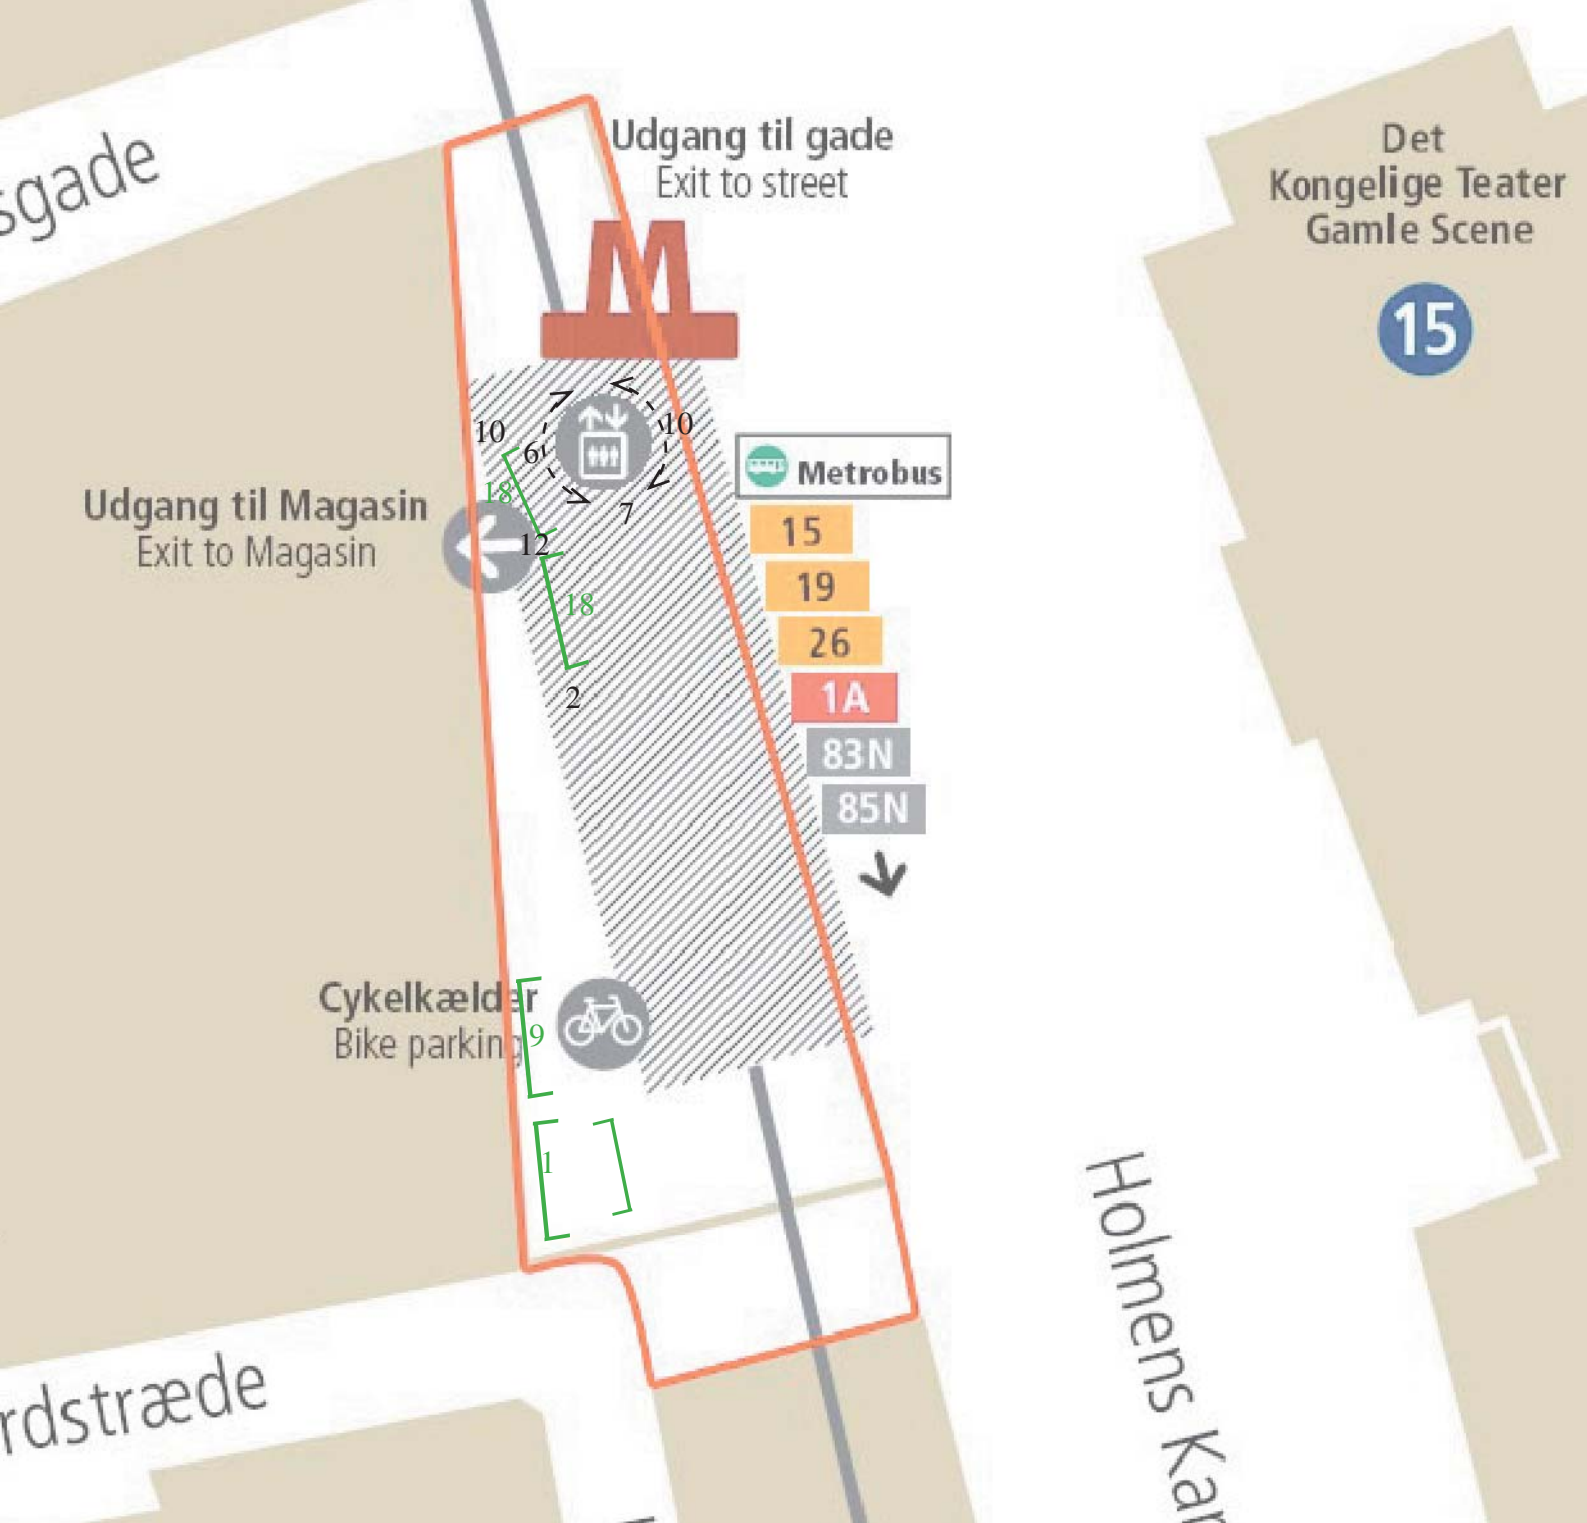 sgade
Udgang til gade
Exit to street
M
Det
Kongelige Teater
Gamle Scene
15
10
6
10
18
7
Udgang til Magasin
Exit to Magasin
12
18
2
Metrobus
15
19
26
1A
83N
85N
Cykelkælder
Bike parking
9
1
Holmens Kan
rdstræde